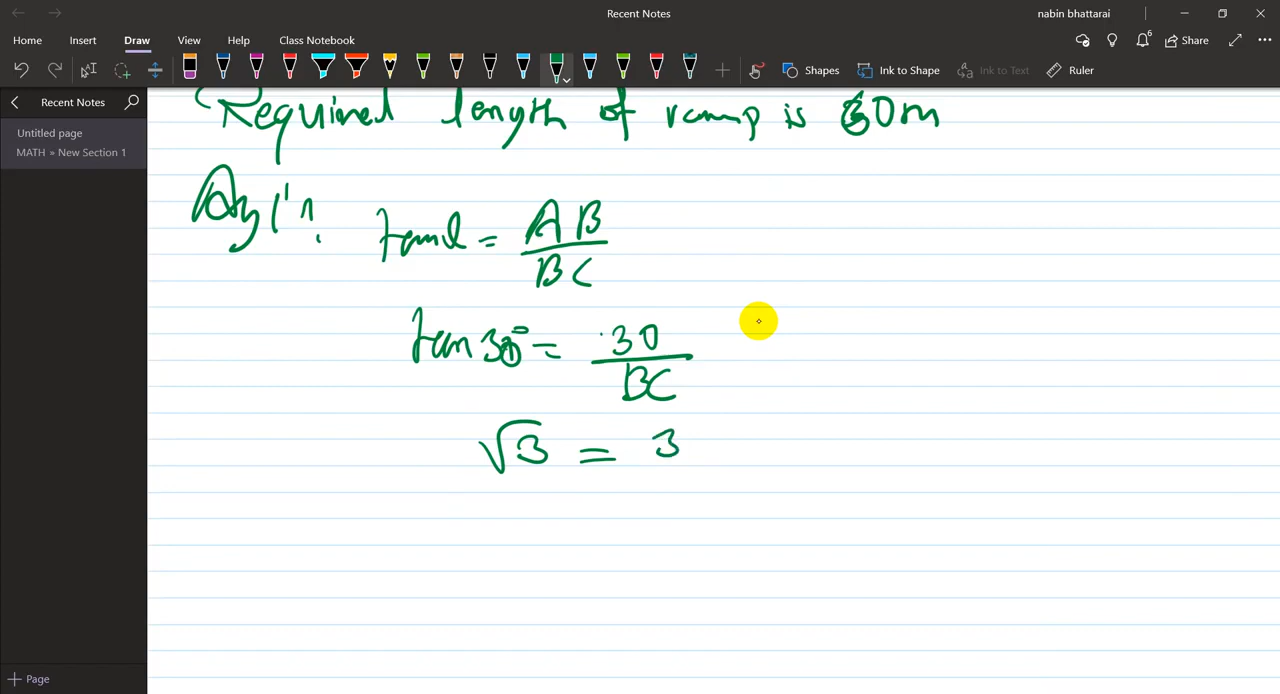 Recent Notes
nabin bhattarai
Home Insert Draw View Help Class Notebook
Share
Shapes Ink to Shape Ink to Text Ruler
Recent Notes
Untitled page
MATH » New Section 1
Page
Required length of ramp is 60m
tanα = AB/BC
tan30° = 30/BC
√3 = 3